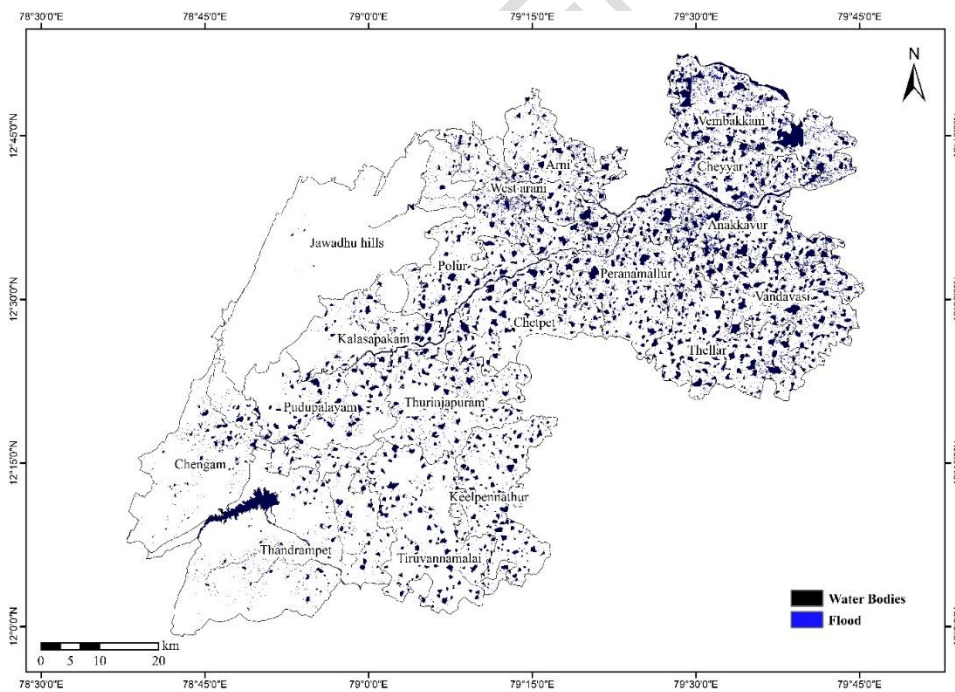 78°30'0"E 78°45'0"E 79°0'0"E 79°15'0"E 79°30'0"E 79°45'0"E
N
Vembakkam
12°45'0"N
Cheyyar
Arni
West arani
Anakkavur
Jawadhu hills
Polur
Peranamallur
12°30'0"N
Vandavasi
Chetpet
Kalasapakam
Thellar
Pudupalayam
Thurinjapuram
12°15'0"N
Chengam
Keelpennathur
Thandrampet
Tiruvannamalai
Water Bodies
Flood
12°0'0"N
km
0 5 10 20
78°30'0"E 78°45'0"E 79°0'0"E 79°15'0"E 79°30'0"E 79°45'0"E